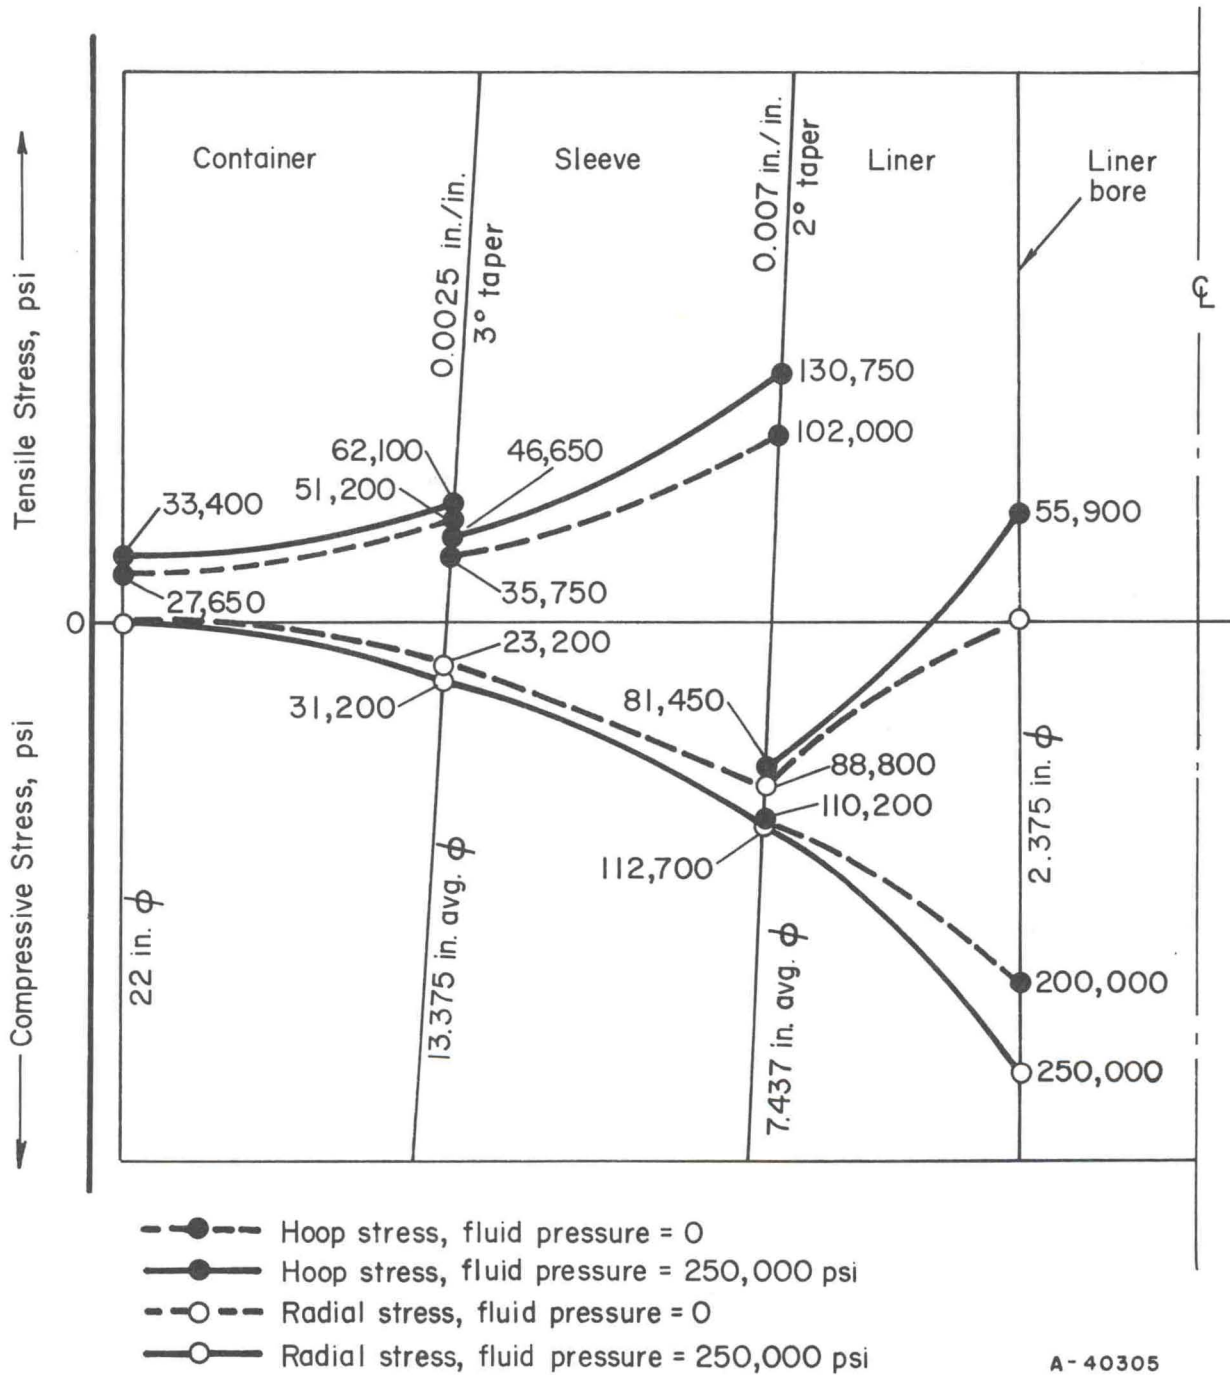 Container
Sleeve
Liner
Liner
bore
0.0025 in./in.
3° taper
0.007 in./in.
2° taper
℄
Tensile Stress, psi
130,750
102,000
62,100
46,650
51,200
33,400
55,900
27,650
35,750
0
23,200
31,200
81,450
88,800
110,200
112,700
Compressive Stress, psi
22 in. ϕ
13.375 in. avg. ϕ
7.437 in. avg. ϕ
2.375 in. ϕ
200,000
250,000
Hoop stress, fluid pressure = 0
Hoop stress, fluid pressure = 250,000 psi
Radial stress, fluid pressure = 0
Radial stress, fluid pressure = 250,000 psi
A-40305